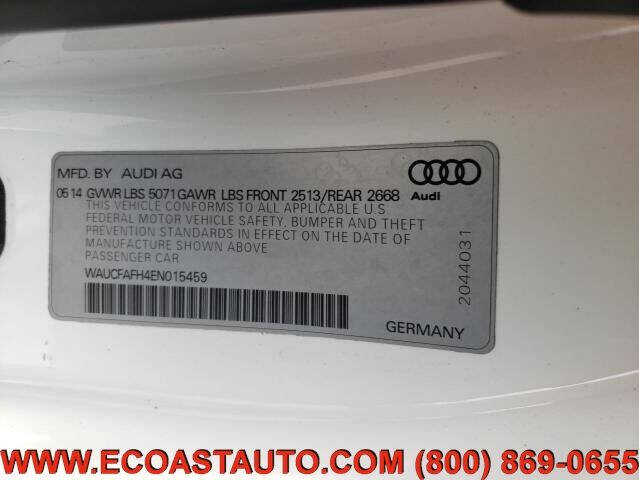 MFD. BY AUDI AG
Audi
05 14 GVWR LBS 5071 GAWR LBS FRONT 2513/REAR 2668
THIS VEHICLE CONFORMS TO ALL APPLICABLE U.S
FEDERAL MOTOR VEHICLE SAFETY, BUMPER AND THEFT
PREVENTION STANDARDS IN EFFECT ON THE DATE OF
MANUFACTURE SHOWN ABOVE
PASSENGER CAR
WAUCFAFH4EN015459
2044031
GERMANY
WWW.ECOASTAUTO.COM (800) 869-0655